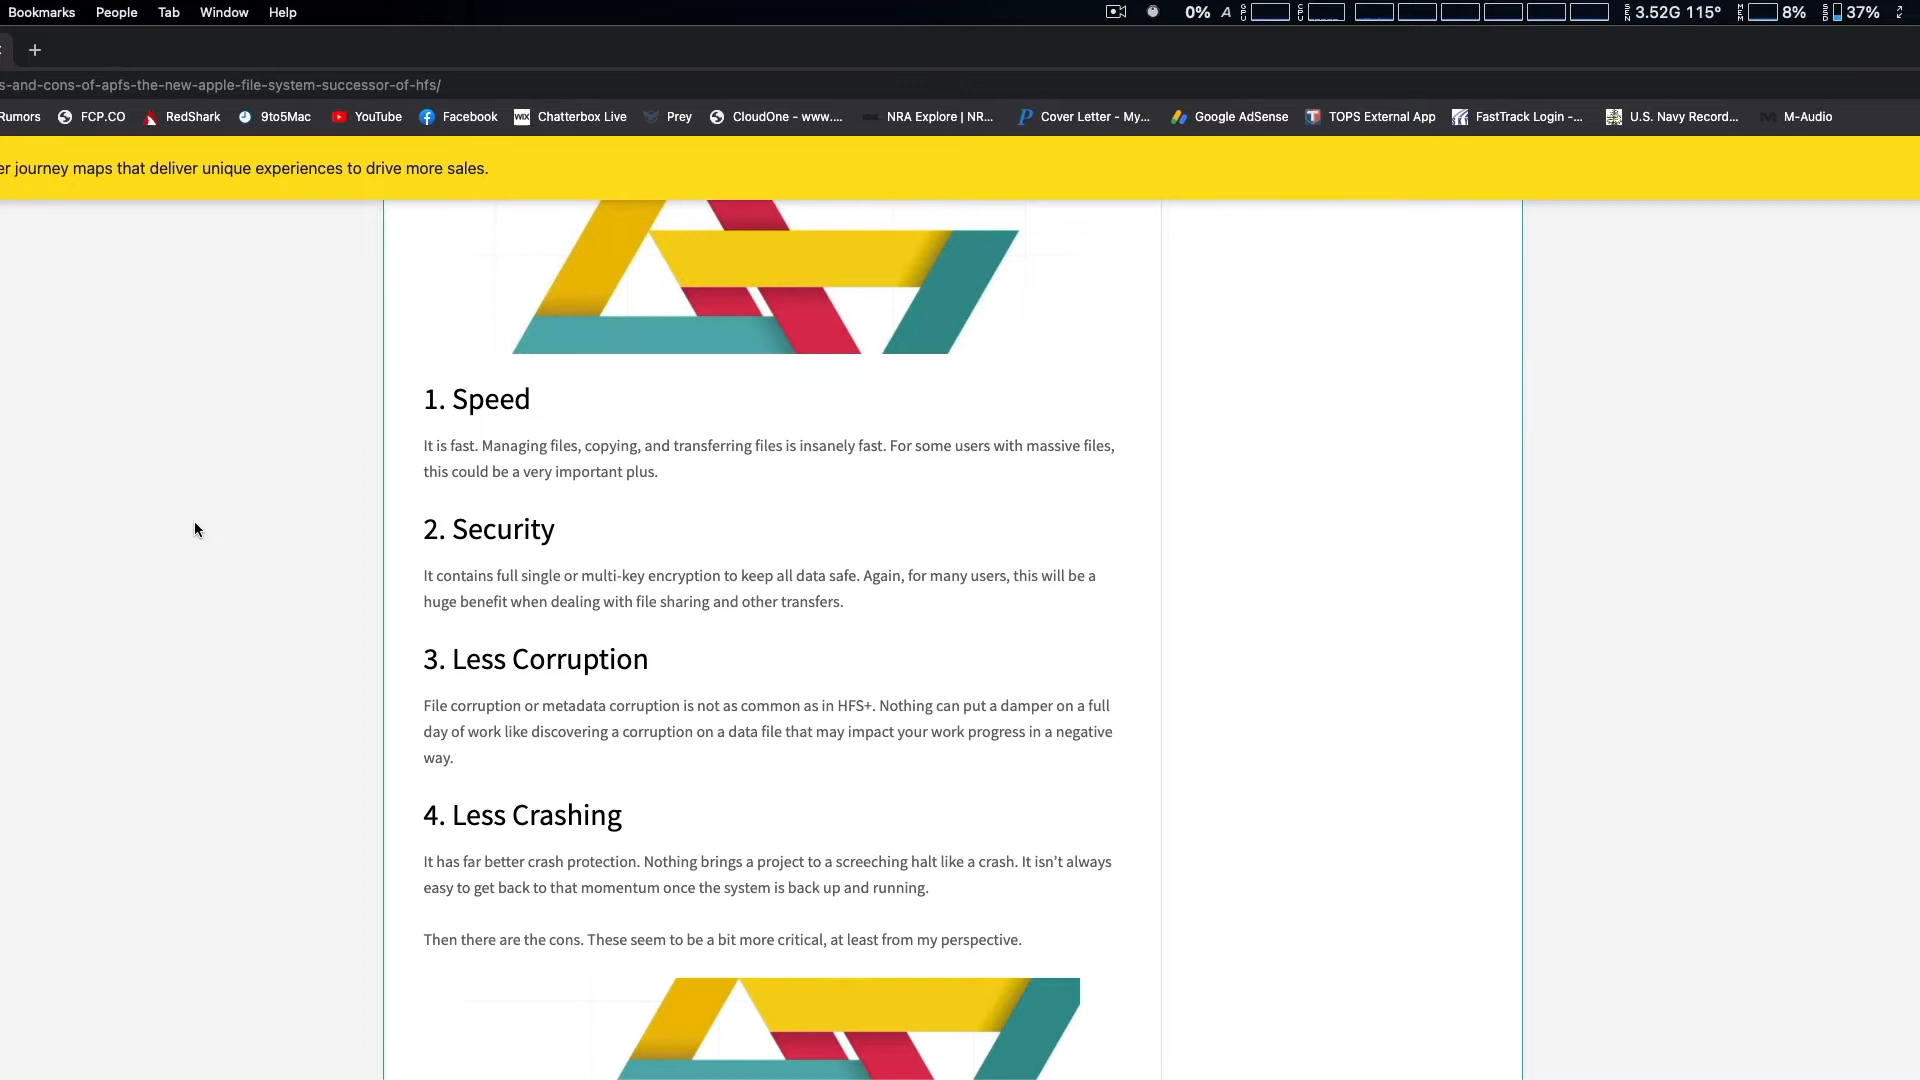 Bookmarks People Tab Window Help 0% A 3.52G 115° 8% 37%
s-and-cons-of-apfs-the-new-apple-file-system-successor-of-hfs/
Rumors FCP.CO RedShark 9to5Mac YouTube Facebook WIX Chatterbox Live Prey CloudOne - www.... NRA Explore | NR... Cover Letter - My... Google AdSense TOPS External App FastTrack Login -... U.S. Navy Record... M-Audio
er journey maps that deliver unique experiences to drive more sales.
1. Speed
It is fast. Managing files, copying, and transferring files is insanely fast. For some users with massive files,
this could be a very important plus.
2. Security
It contains full single or multi-key encryption to keep all data safe. Again, for many users, this will be a
huge benefit when dealing with file sharing and other transfers.
3. Less Corruption
File corruption or metadata corruption is not as common as in HFS+. Nothing can put a damper on a full
day of work like discovering a corruption on a data file that may impact your work progress in a negative
way.
4. Less Crashing
It has far better crash protection. Nothing brings a project to a screeching halt like a crash. It isn’t always
easy to get back to that momentum once the system is back up and running.
Then there are the cons. These seem to be a bit more critical, at least from my perspective.